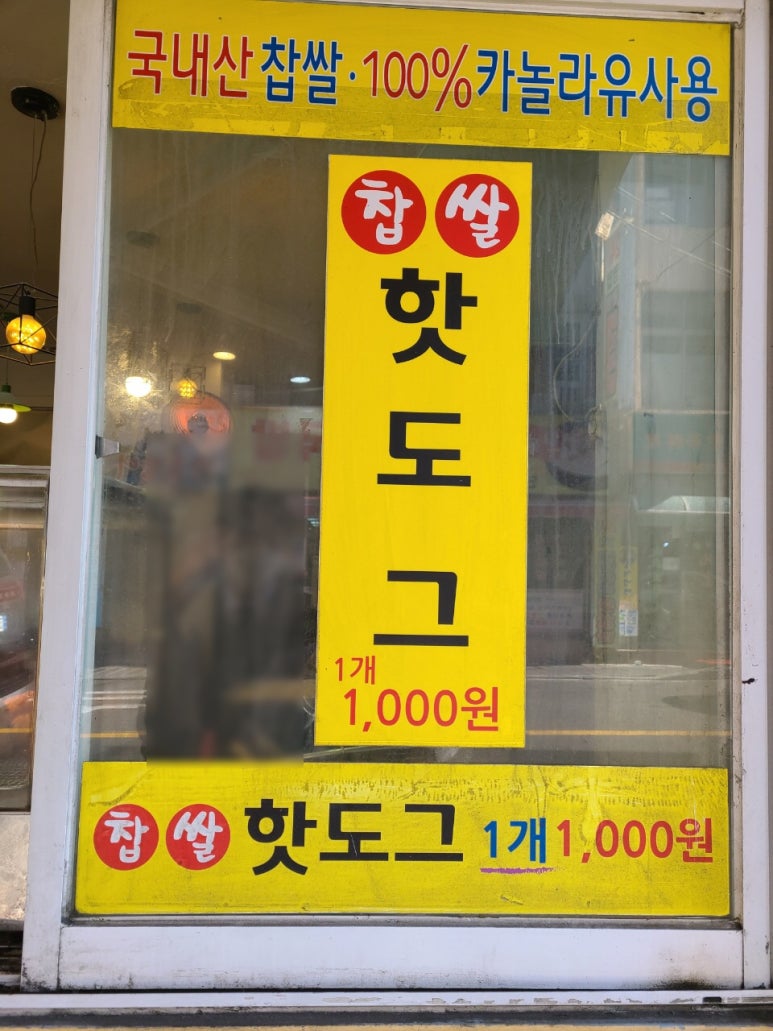 국내산 찹쌀·100% 카놀라유 사용
찹쌀
핫
도
그
1개
1,000원
찹쌀 핫도그 1개 1,000원